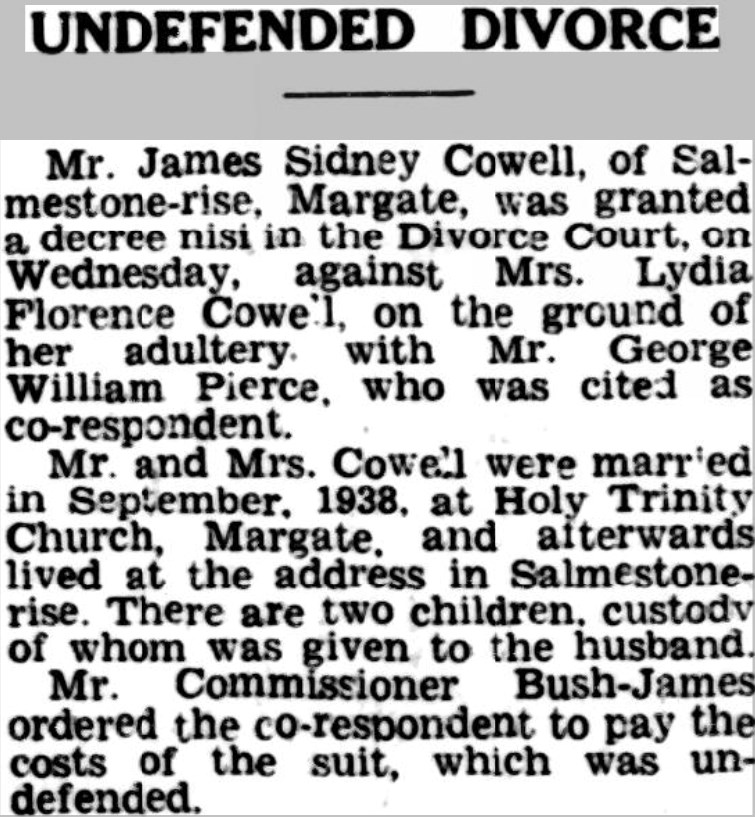 UNDEFENDED DIVORCE
Mr. James Sidney Cowell, of Sal-
mestone-rise, Margate, was granted
a decree nisi in the Divorce Court, on
Wednesday, against Mrs. Lydia
Florence Cowell, on the ground of
her adultery with Mr. George
William Pierce, who was cited as
co-respondent.
Mr. and Mrs. Cowell were married
in September, 1938, at Holy Trinity
Church, Margate, and afterwards
lived at the address in Salmestone-
rise. There are two children, custody
of whom was given to the husband.
Mr. Commissioner Bush-James
ordered the co-respondent to pay the
costs of the suit, which was un-
defended.